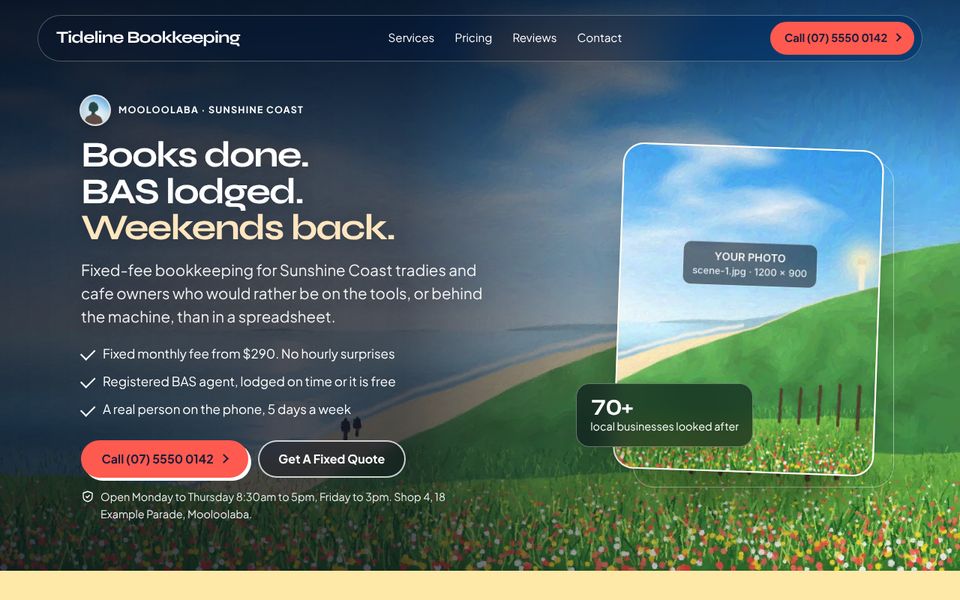 Tideline Bookkeeping
Services
Pricing
Reviews
Contact
Call (07) 5550 0142
MOOLOOLABA · SUNSHINE COAST
Books done.
BAS lodged.
Weekends back.
Fixed-fee bookkeeping for Sunshine Coast tradies and
cafe owners who would rather be on the tools, or behind
the machine, than in a spreadsheet.
Fixed monthly fee from $290. No hourly surprises
Registered BAS agent, lodged on time or it is free
A real person on the phone, 5 days a week
Call (07) 5550 0142
Get A Fixed Quote
Open Monday to Thursday 8:30am to 5pm, Friday to 3pm. Shop 4, 18
Example Parade, Mooloolaba.
YOUR PHOTO
scene-1.jpg · 1200 × 900
70+
local businesses looked after